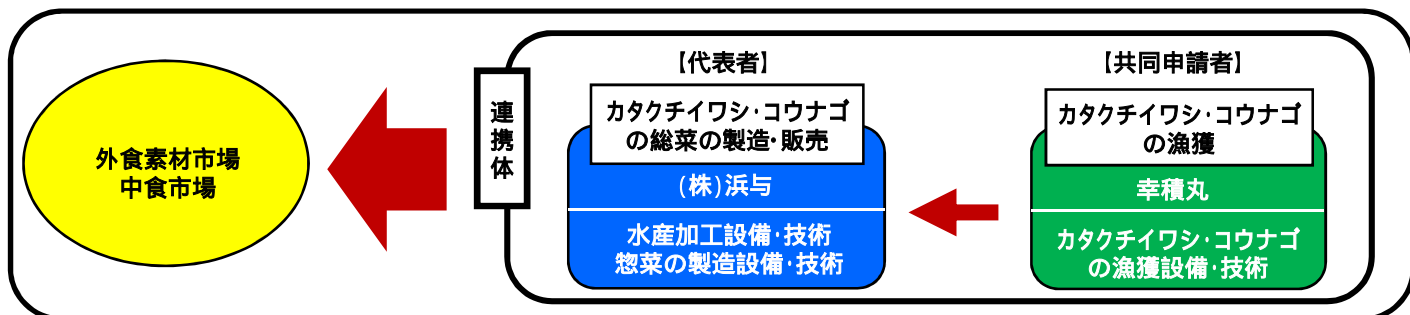 外食素材市場
中食市場
連
携
体
【代表者】
カタクチイワシ・コウナゴ
の総菜の製造・販売
(株)浜与
水産加工設備・技術
惣菜の製造設備・技術
【共同申請者】
カタクチイワシ・コウナゴ
の漁獲
幸積丸
カタクチイワシ・コウナゴ
の漁獲設備・技術